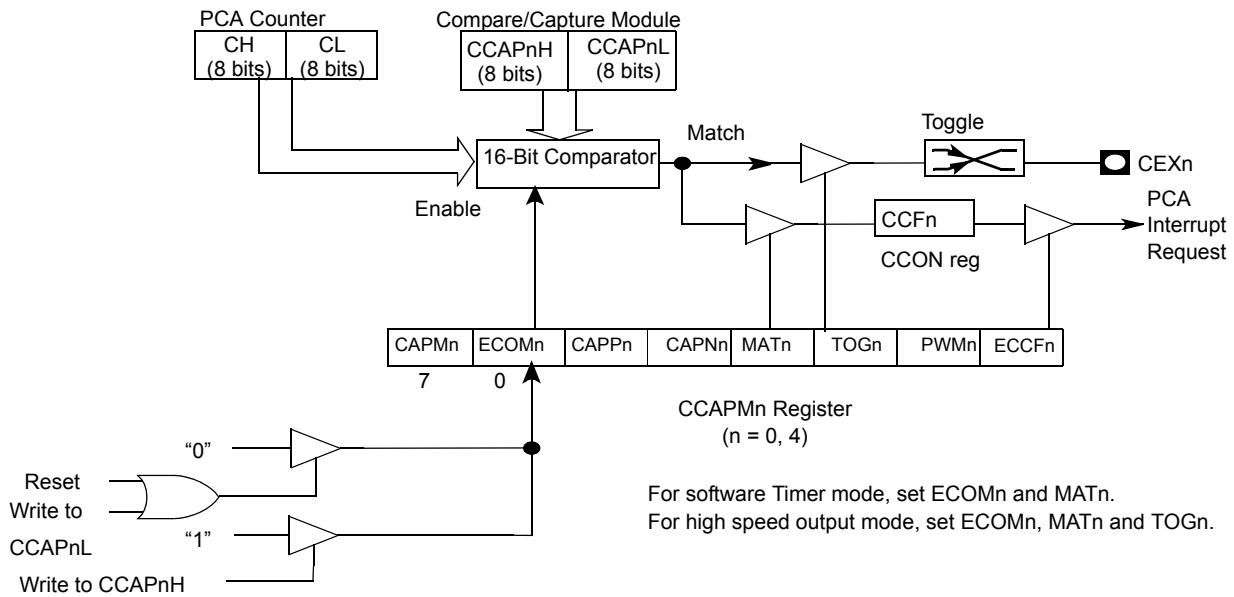 PCA Counter
CH
(8 bits)
CL
(8 bits)
Compare/Capture Module
CCAPnH
(8 bits)
CCAPnL
(8 bits)
16-Bit Comparator
Match
Toggle
CEXn
Enable
CCFn
CCON reg
PCA
Interrupt
Request
CAPMn ECOMn CAPPn CAPNn MATn TOGn PWMn ECCFn
7 0
CCAPMn Register
(n = 0, 4)
“0”
Reset
Write to
CCAPnL
“1”
Write to CCAPnH
For software Timer mode, set ECOMn and MATn.
For high speed output mode, set ECOMn, MATn and TOGn.